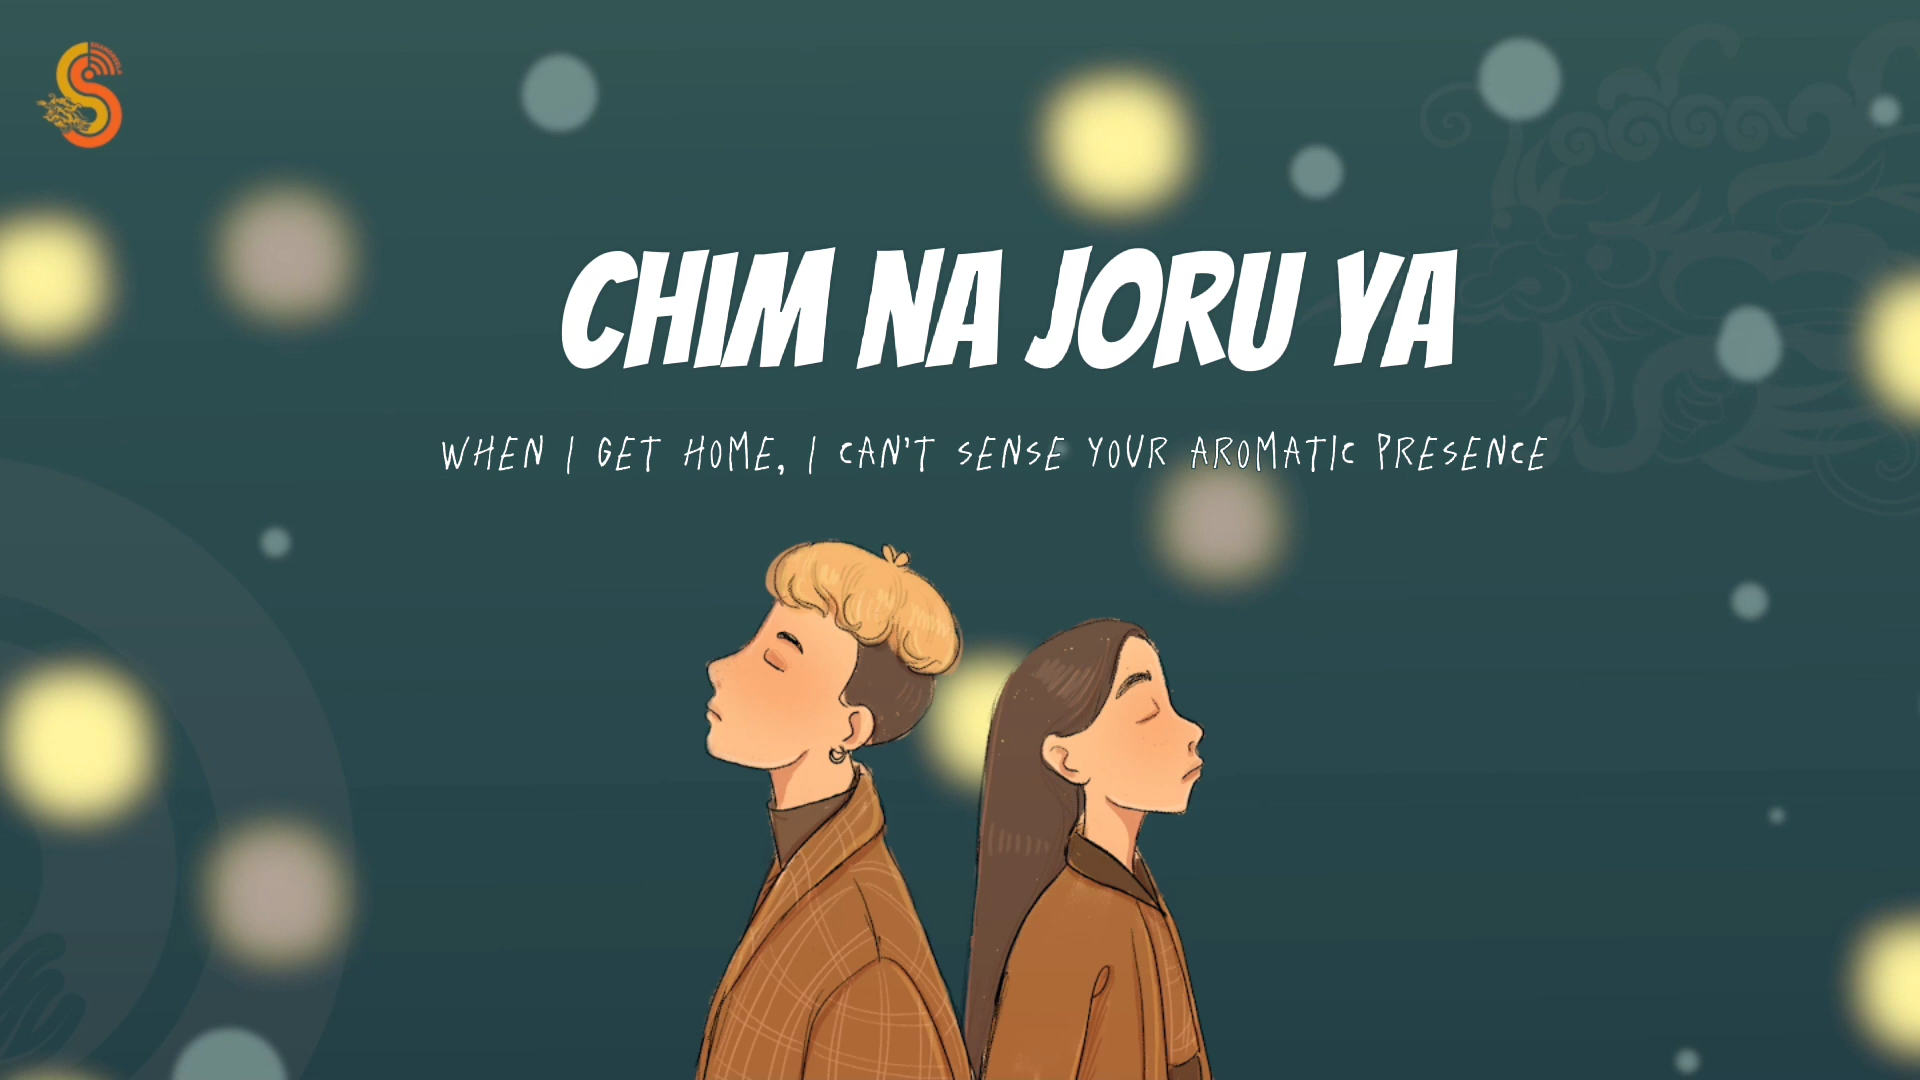 CHIM NA JORU YA
WHEN I GET HOME, I CAN'T SENSE YOUR AROMATIC PRESENCE